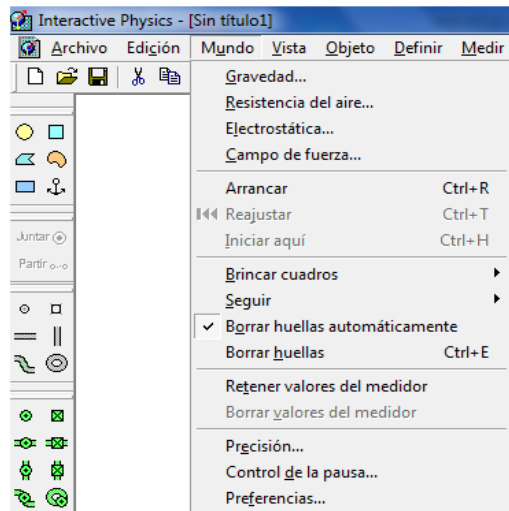 Interactive Physics - [Sin título1]
Archivo Edición Mundo Vista Objeto Definir Medir
Gravedad...
Resistencia del aire...
Electrostática...
Campo de fuerza...
Arrancar Ctrl+R
Reajustar Ctrl+T
Iniciar aquí Ctrl+H
Brincar cuadros
Seguir
Borrar huellas automáticamente
Borrar huellas Ctrl+E
Retener valores del medidor
Borrar valores del medidor
Precisión...
Control de la pausa...
Preferencias...
Juntar
Partir